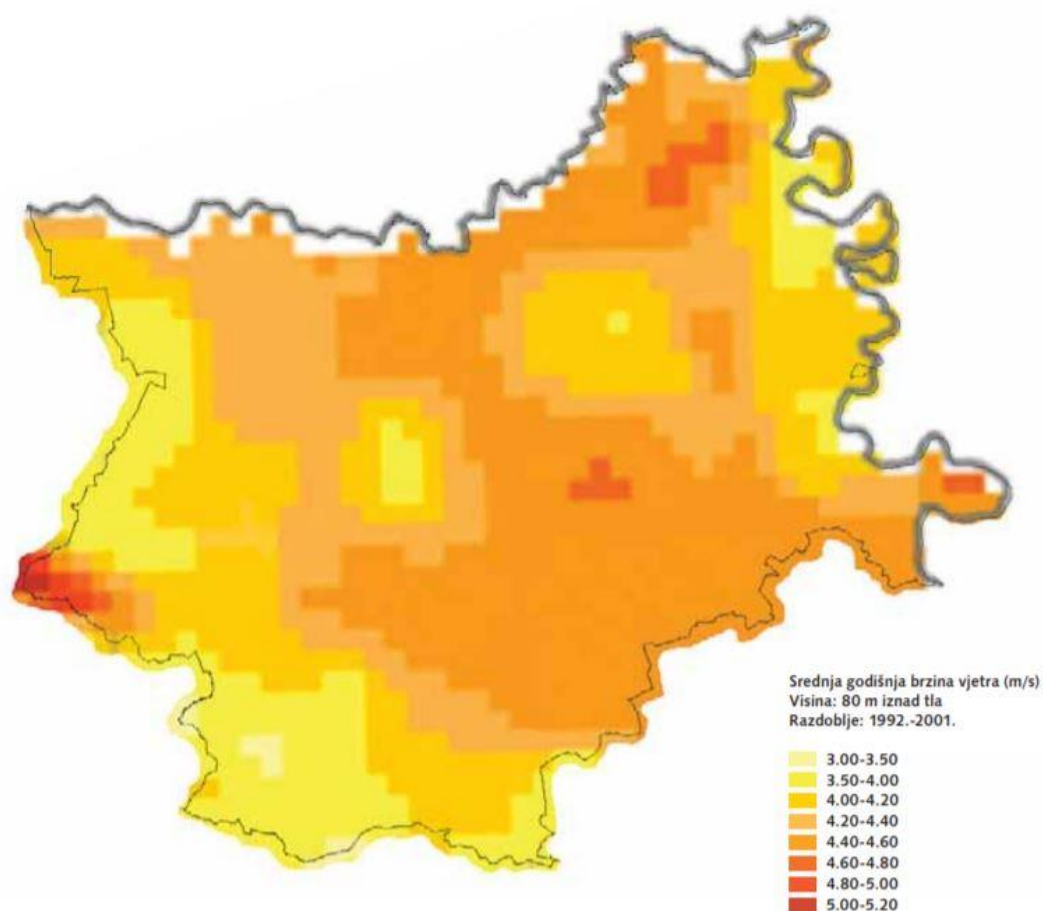 Srednja godišnja brzina vjetra (m/s)
Visina: 80 m iznad tla
Razdoblje: 1992.-2001.
3.00-3.50
3.50-4.00
4.00-4.20
4.20-4.40
4.40-4.60
4.60-4.80
4.80-5.00
5.00-5.20